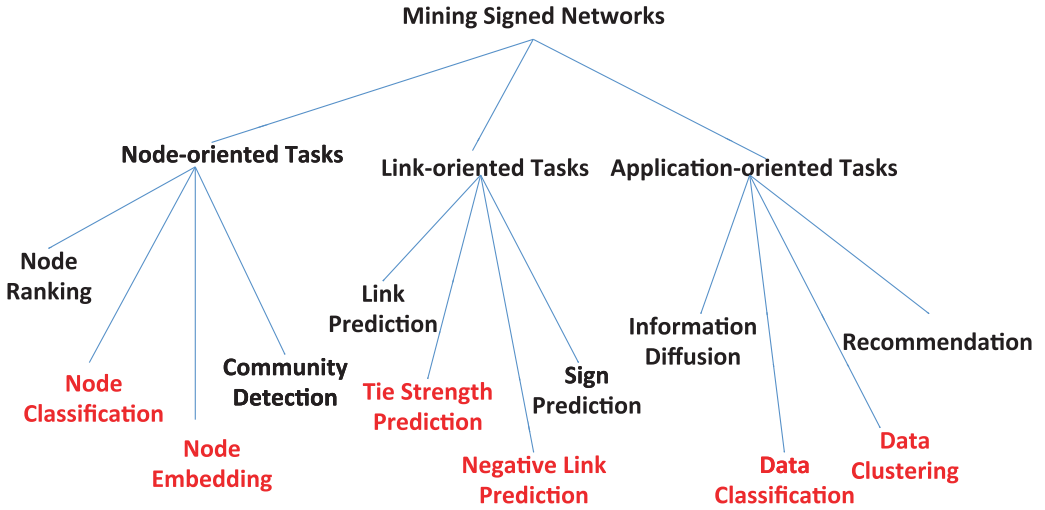 Mining Signed Networks
Node-oriented Tasks
Link-oriented Tasks
Application-oriented Tasks
Node
Ranking
Node
Classification
Node
Embedding
Community
Detection
Link
Prediction
Tie Strength
Prediction
Negative Link
Prediction
Sign
Prediction
Information
Diffusion
Data
Classification
Data
Clustering
Recommendation